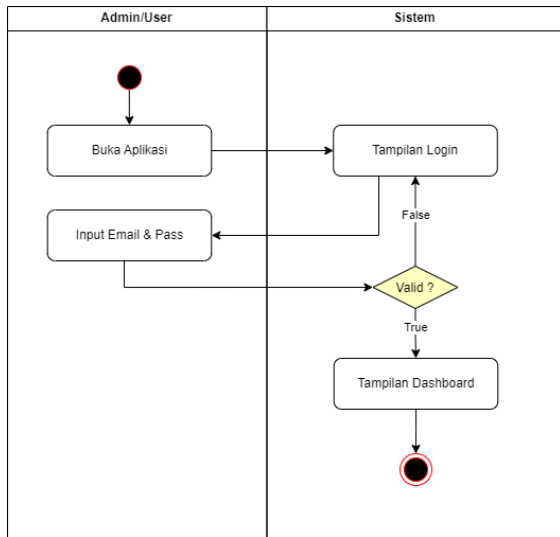 Admin/User
Sistem
Buka Aplikasi
Tampilan Login
Input Email & Pass
False
Valid ?
True
Tampilan Dashboard